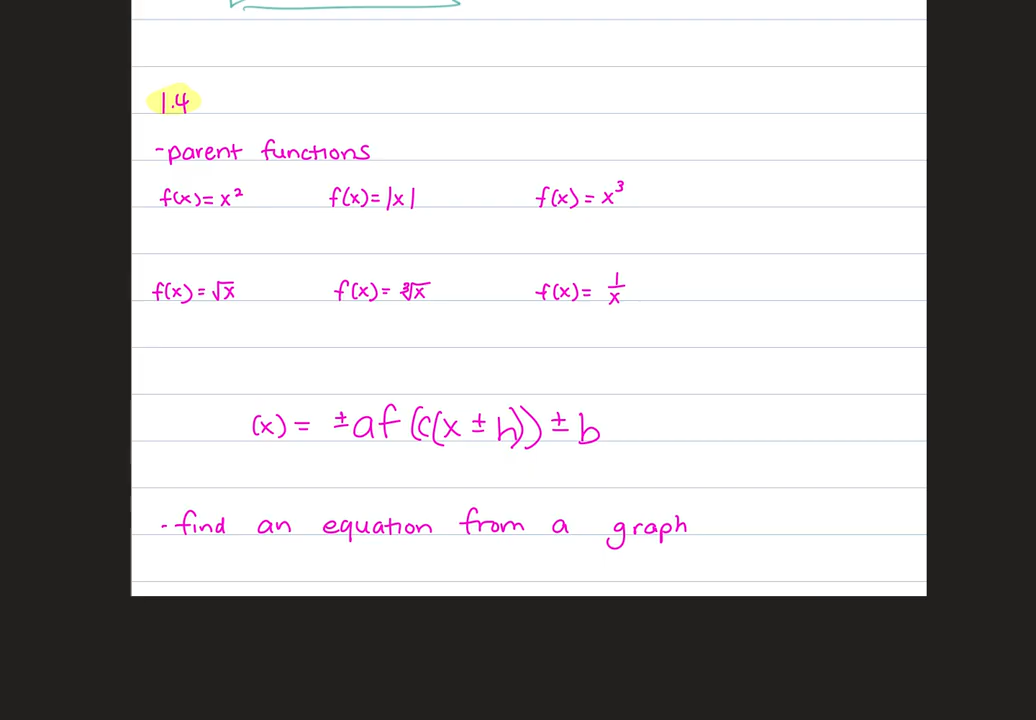 1.4
-parent functions
f(x) = x² f(x) = |x| f(x) = x³
f(x) = √x f(x) = ∛x f(x) = 1/x
(x) = ±af(c(x ± h)) ± b
-find an equation from a graph